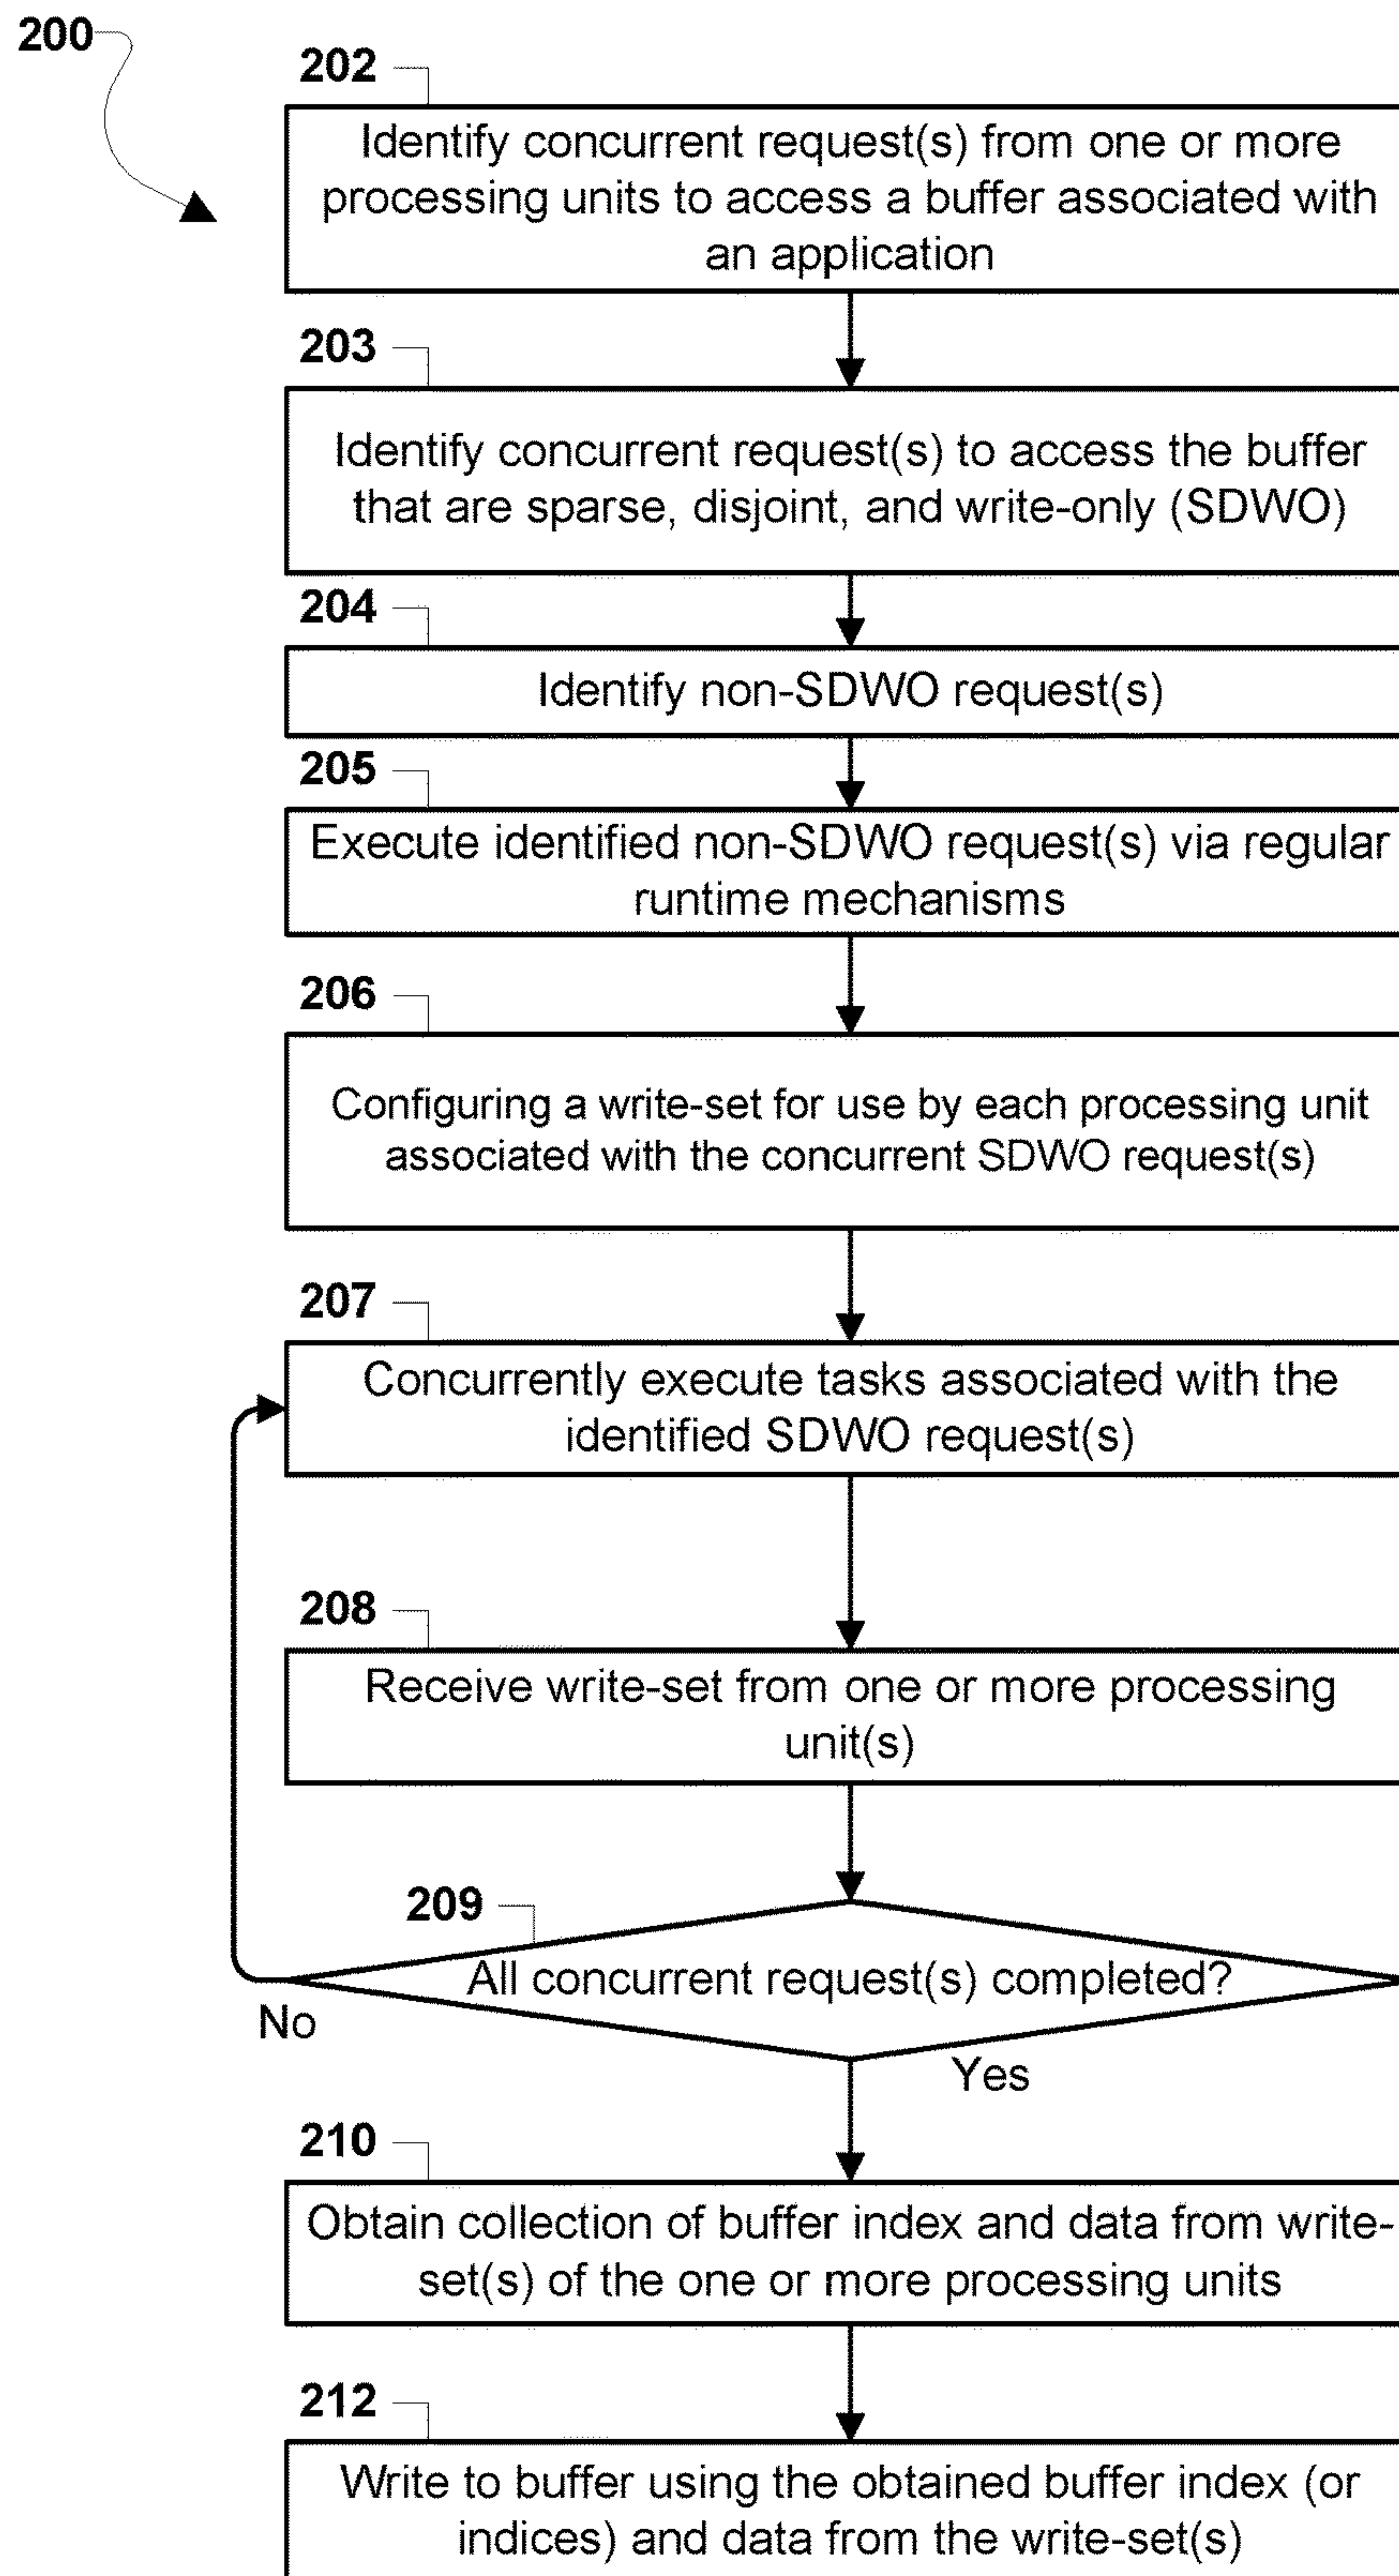 200
202
Identify concurrent request(s) from one or more
processing units to access a buffer associated with
an application
203
Identify concurrent request(s) to access the buffer
that are sparse, disjoint, and write-only (SDWO)
204
Identify non-SDWO request(s)
205
Execute identified non-SDWO request(s) via regular
runtime mechanisms
206
Configuring a write-set for use by each processing unit
associated with the concurrent SDWO request(s)
207
Concurrently execute tasks associated with the
identified SDWO request(s)
208
Receive write-set from one or more processing
unit(s)
209
All concurrent request(s) completed?
No
Yes
210
Obtain collection of buffer index and data from write-
set(s) of the one or more processing units
212
Write to buffer using the obtained buffer index (or
indices) and data from the write-set(s)